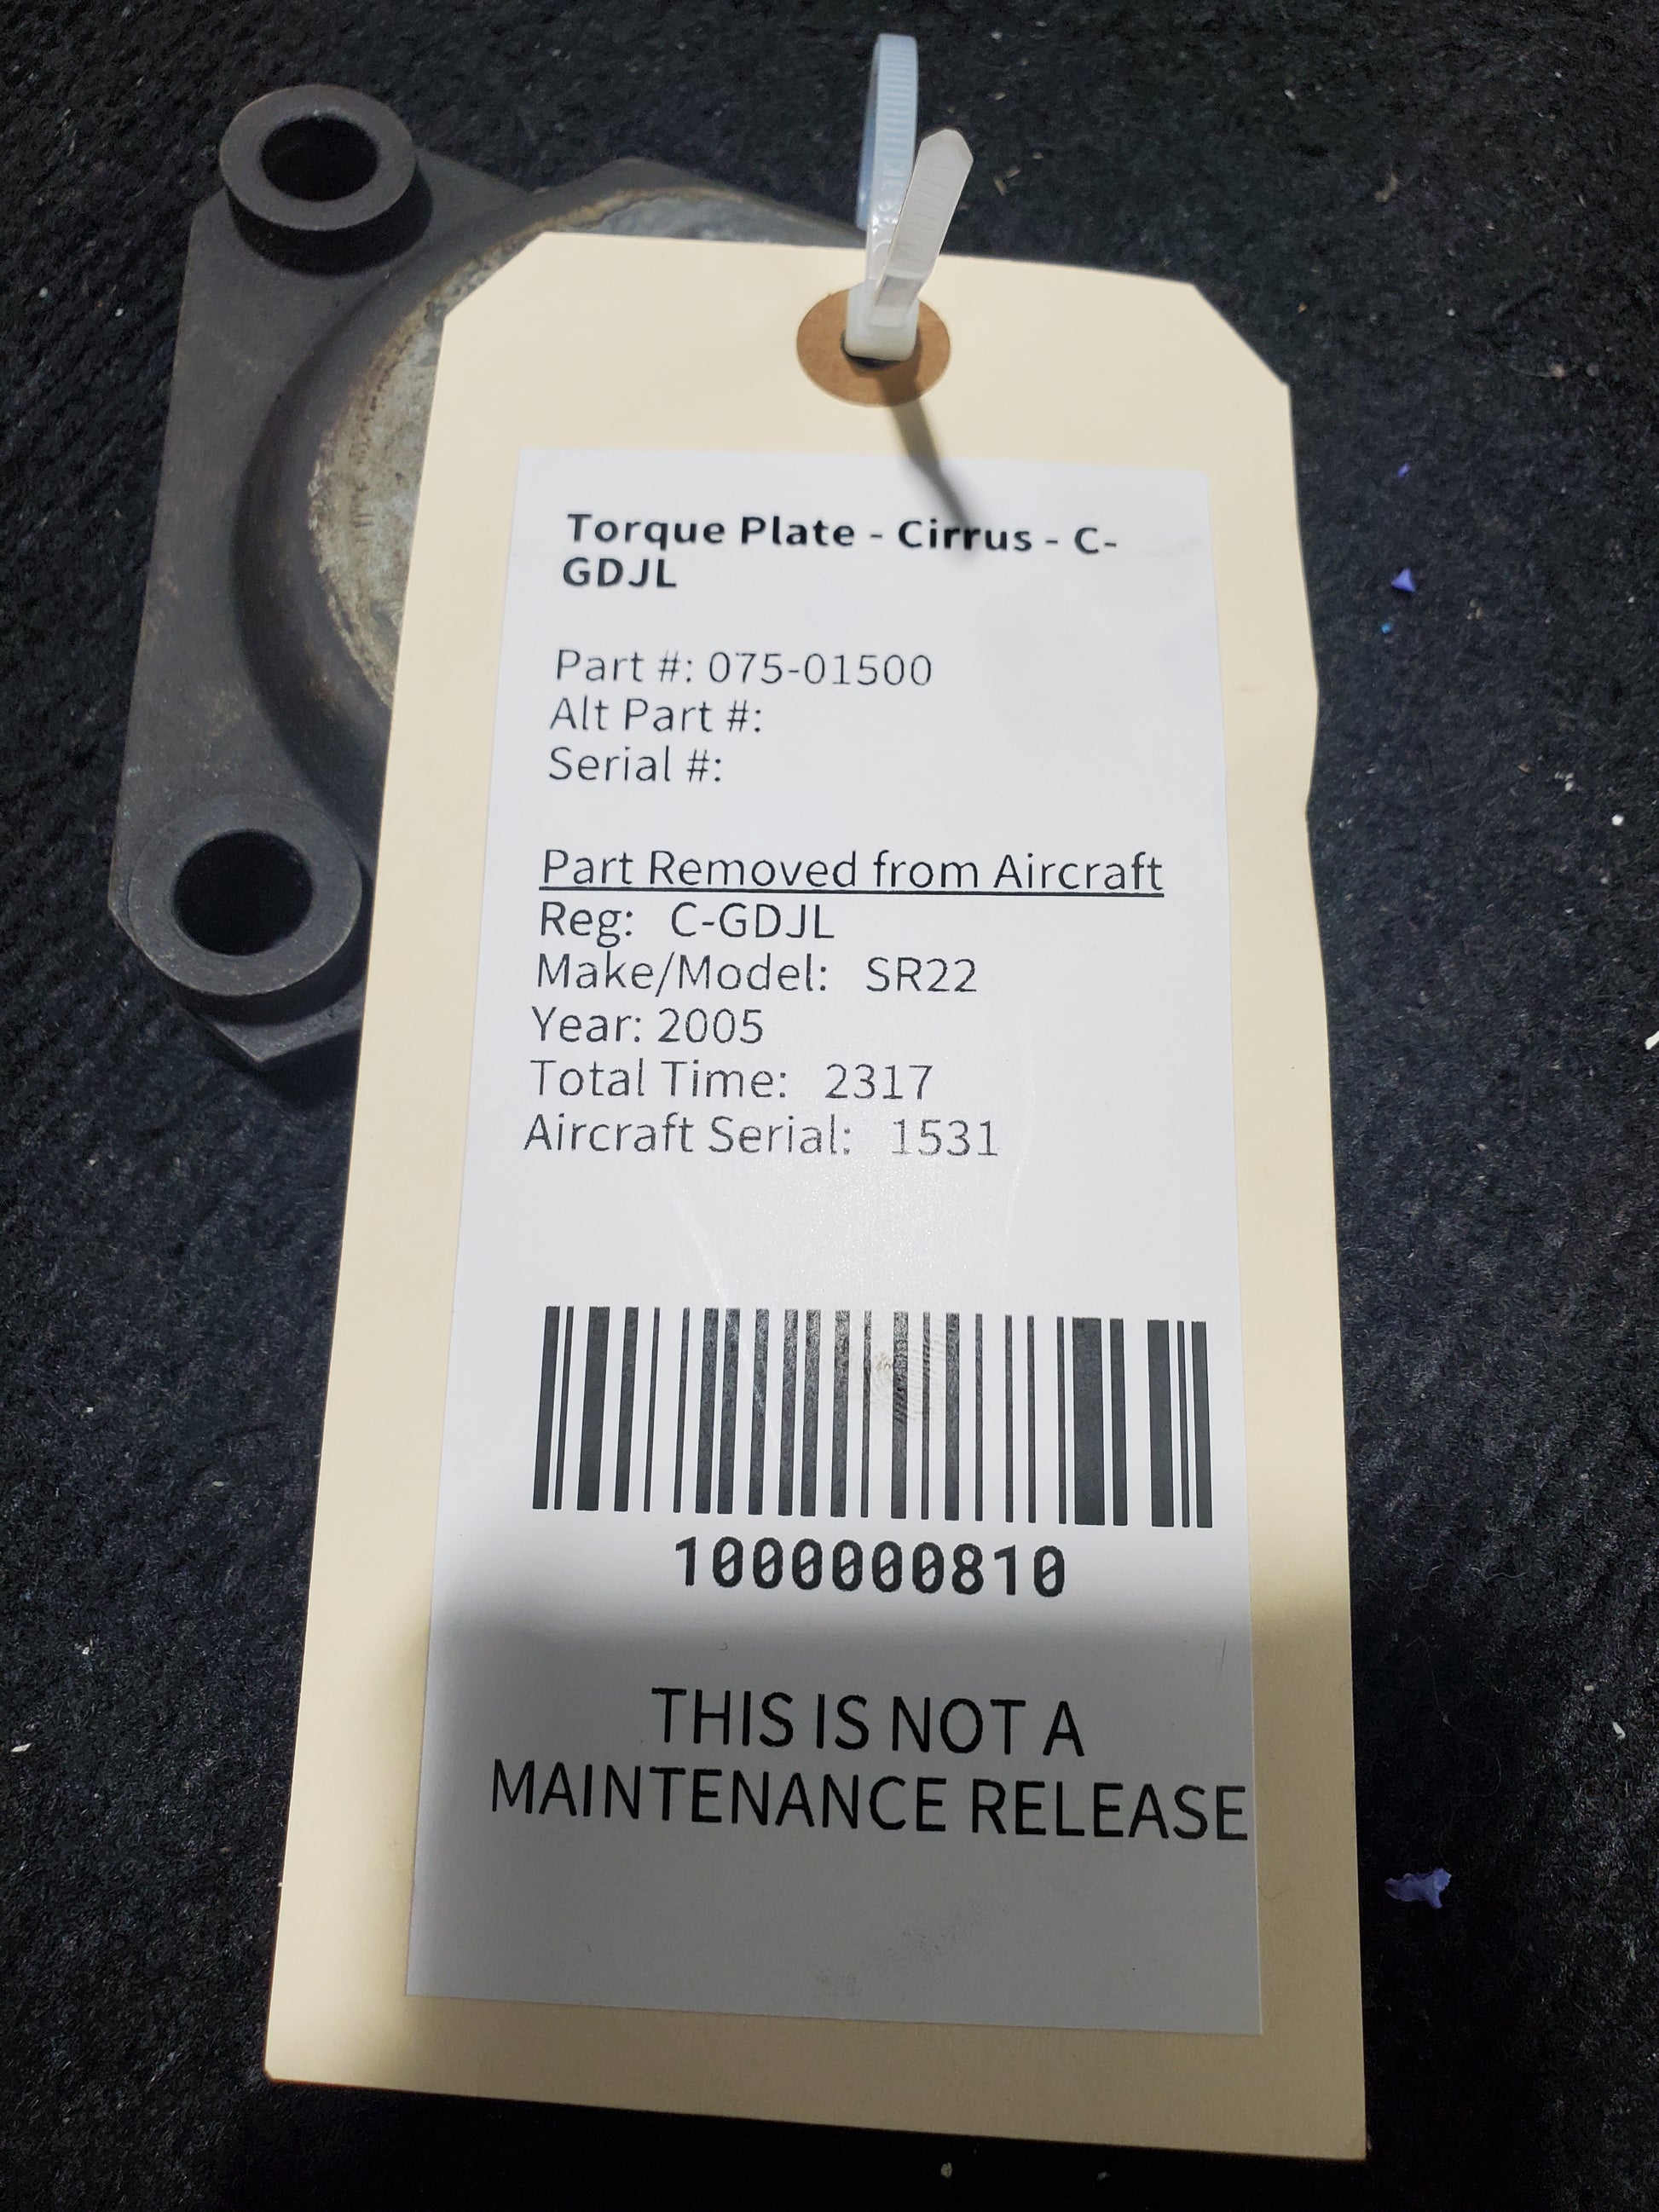 Torque Plate - Cirrus - C-
GDJL
Part #: 075-01500
Alt Part #:
Serial #:
Part Removed from Aircraft
Reg: C-GDJL
Make/Model: SR22
Year: 2005
Total Time: 2317
Aircraft Serial: 1531
1000000810
THIS IS NOT A
MAINTENANCE RELEASE